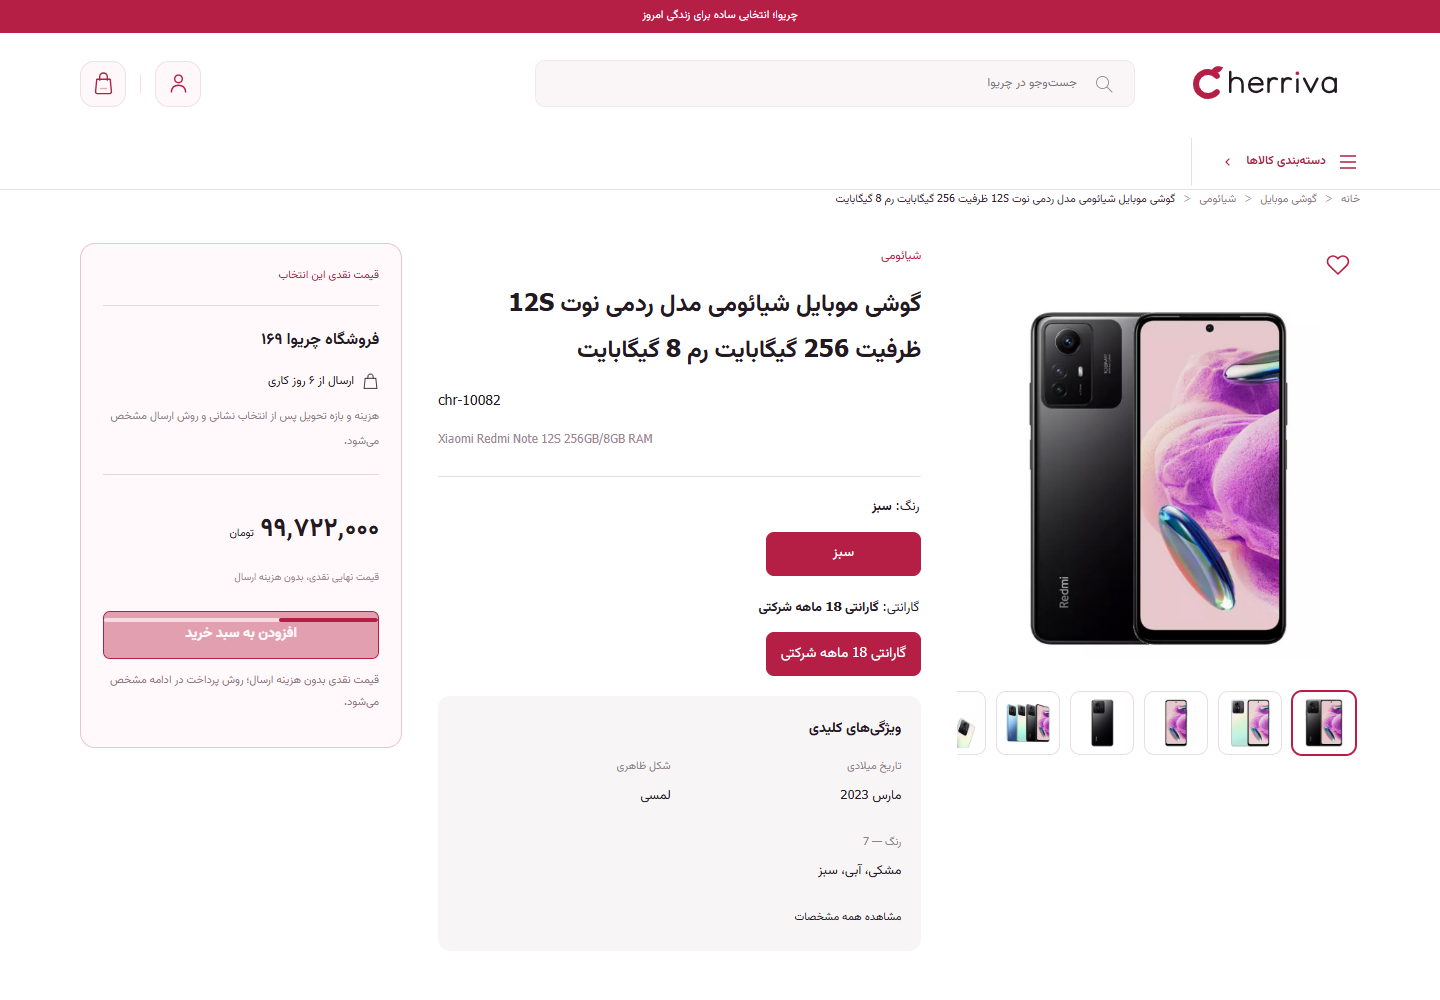 چریوا؛ انتخابی ساده برای زندگی امروز
Cherriva
جست‌وجو در چریوا
دسته‌بندی کالاها
خانه > گوشی موبایل > شیائومی > گوشی موبایل شیائومی مدل ردمی نوت 12S ظرفیت 256 گیگابایت رم 8 گیگابایت
Redmi
شیائومی
گوشی موبایل شیائومی مدل ردمی نوت 12S
ظرفیت 256 گیگابایت رم 8 گیگابایت
chr-10082
Xiaomi Redmi Note 12S 256GB/8GB RAM
رنگ: سبز
سبز
گارانتی: گارانتی 18 ماهه شرکتی
گارانتی 18 ماهه شرکتی
ویژگی‌های کلیدی
تاریخ میلادی
مارس 2023
شکل ظاهری
لمسی
رنگ — 7
مشکی، آبی، سبز
مشاهده همه مشخصات
قیمت نقدی این انتخاب
فروشگاه چریوا ۱۶۹
ارسال از ۶ روز کاری
هزینه و بازه تحویل پس از انتخاب نشانی و روش ارسال مشخص
می‌شود.
۹۹,۷۲۲,۰۰۰ تومان
قیمت نهایی نقدی، بدون هزینه ارسال
افزودن به سبد خرید
قیمت نقدی بدون هزینه ارسال؛ روش پرداخت در ادامه مشخص
می‌شود.